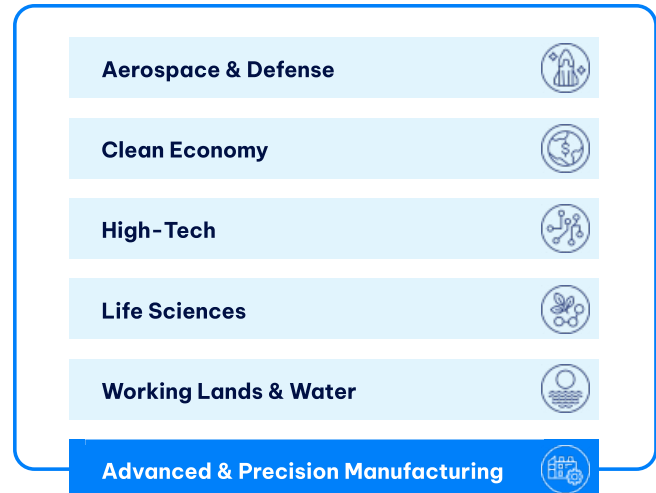 Aerospace & Defense
Clean Economy
High-Tech
Life Sciences
Working Lands & Water
Advanced & Precision Manufacturing